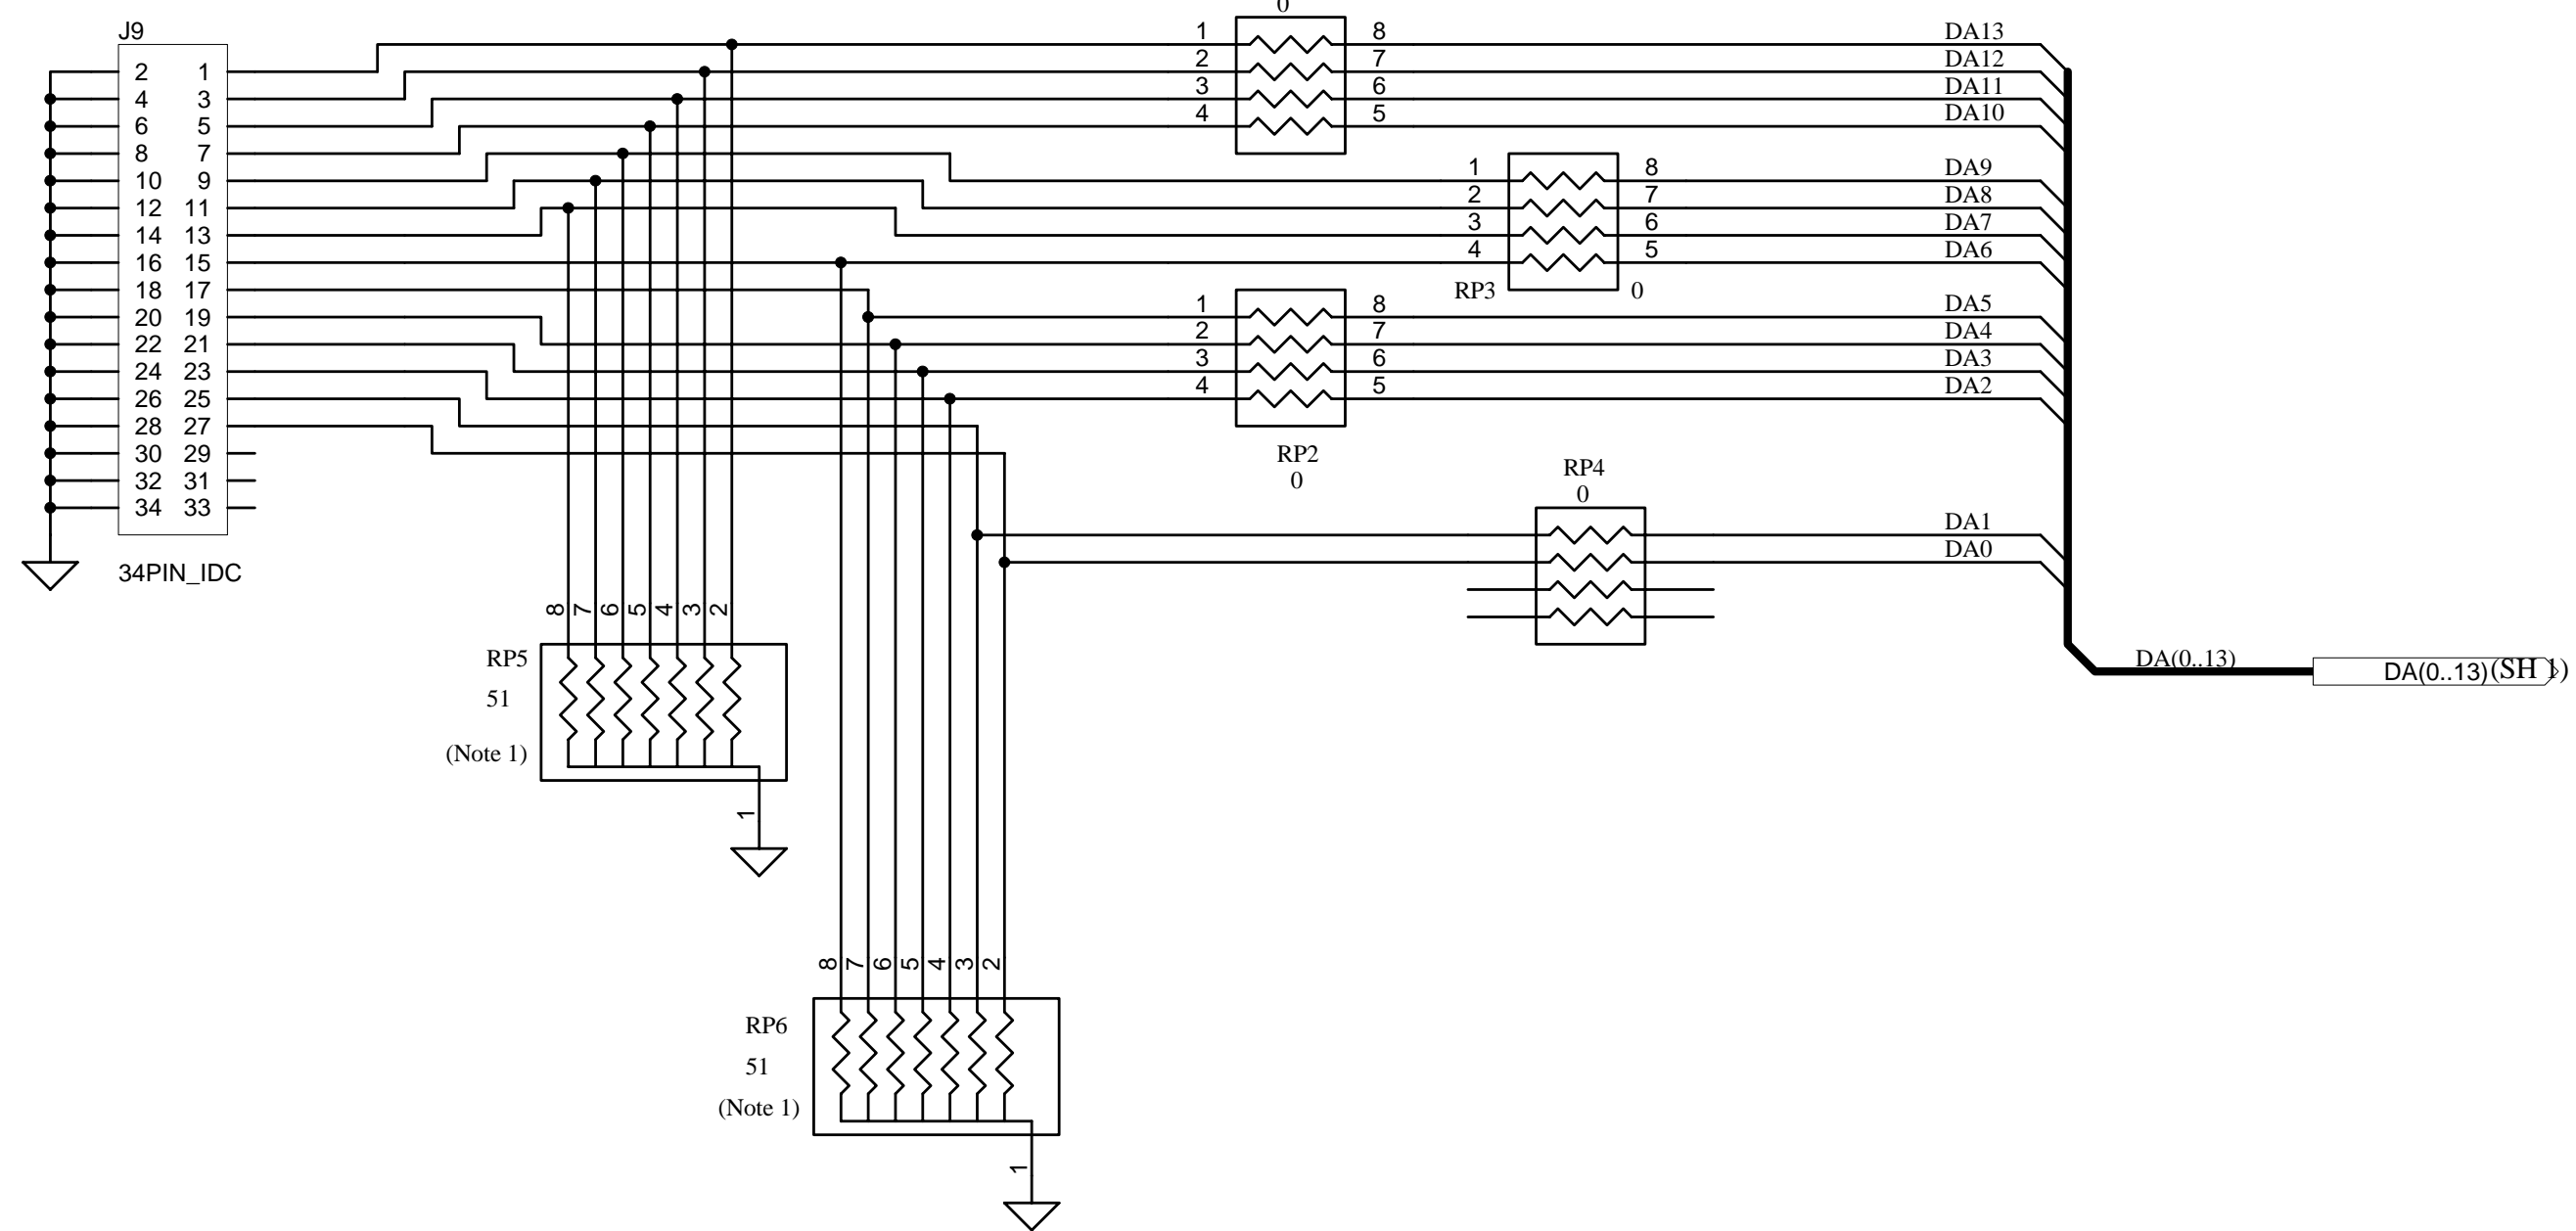 0
J9
1 8 DA13
2 7 DA12
3 6 DA11
4 5 DA10
2 1
4 3
6 5
8 7
10 9
12 11
14 13
16 15
18 17
20 19
22 21
24 23
26 25
28 27
30 29
32 31
34 33
34PIN_IDC
1 8 DA9
2 7 DA8
3 6 DA7
4 5 DA6
RP3 0
1 8 DA5
2 7 DA4
3 6 DA3
4 5 DA2
RP2
0
RP4
0
DA1
DA0
DA(0..13)
DA(0..13) (SH 1)
8 7 6 5 4 3 2
RP5
51
(Note 1)
1
8 7 6 5 4 3 2
RP6
51
(Note 1)
1